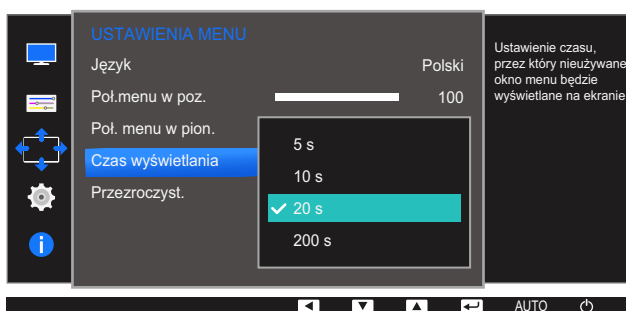 USTAWIENIA MENU
Język Polski
Poł.menu w poz. 100
Poł. menu w pion.
Czas wyświetlania
Przezroczyst.
5 s
10 s
20 s
200 s
Ustawienie czasu,
przez który nieużywane
okno menu będzie
wyświetlane na ekranie
AUTO